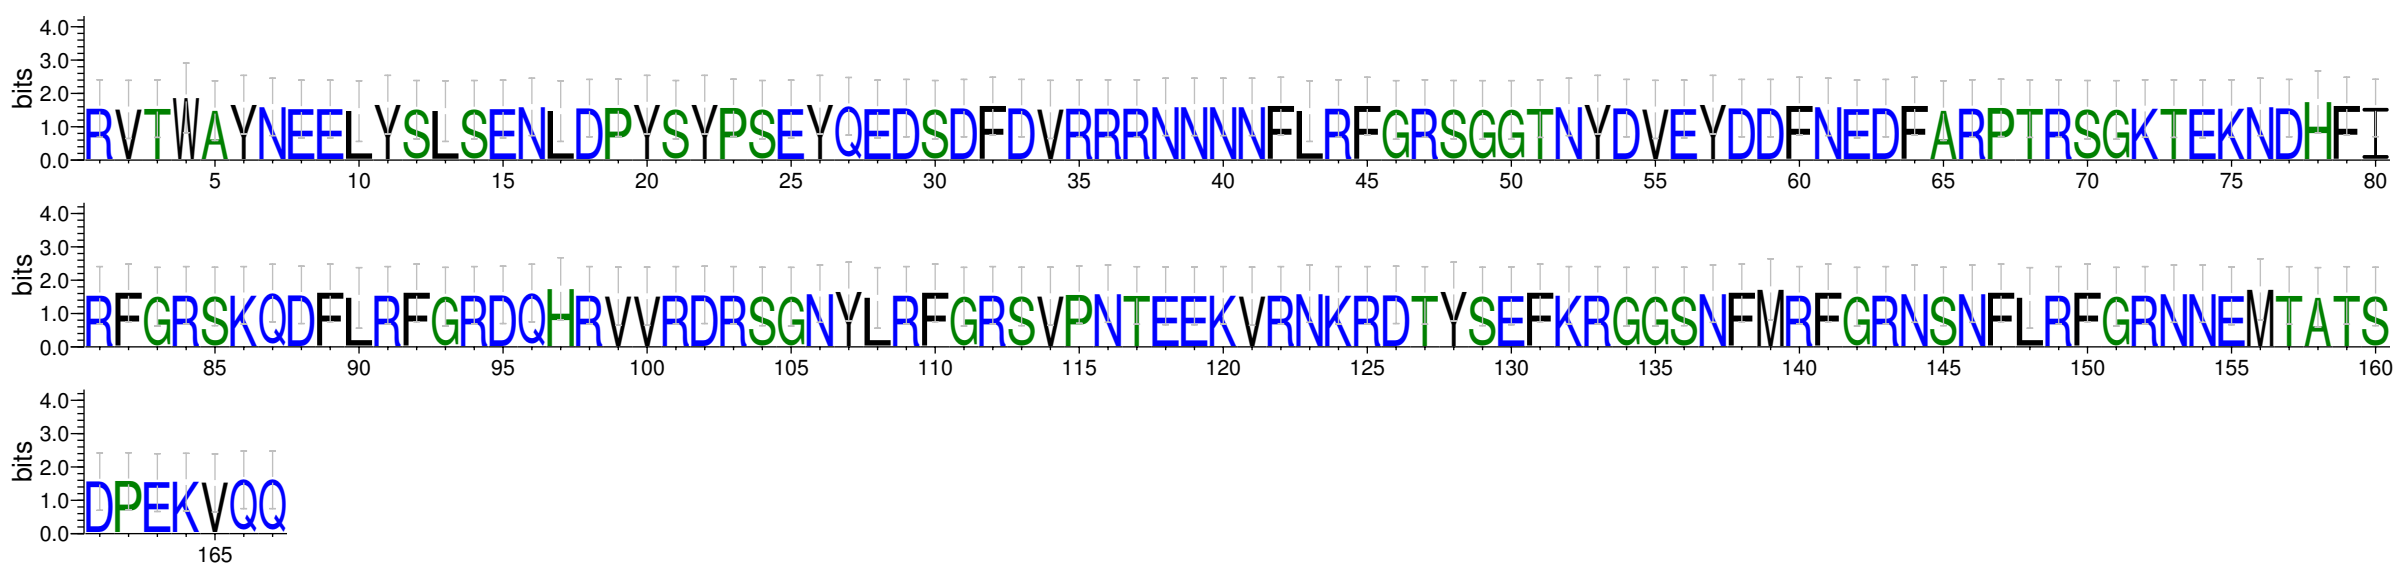 4.0
3.0
2.0
1.0
0.0
bits
RVTWAYNEELYSLSENLDPYSYPSEYQEDSDFDVRRRNNNNFLRFGRSGGTNYDVEYDDFNEDFARPTRSGKTEKNDHFI
5 10 15 20 25 30 35 40 45 50 55 60 65 70 75 80
4.0
3.0
2.0
1.0
0.0
bits
RFGRSKQDFLRFGRDQHRVVRDRSGNYLRFGRSVPNTEEKVRNKRDTYSEFKRGGSNFMRFGRNSNFLRFGRNNEMTATS
85 90 95 100 105 110 115 120 125 130 135 140 145 150 155 160
4.0
3.0
2.0
1.0
0.0
bits
DPEKVQQ
165